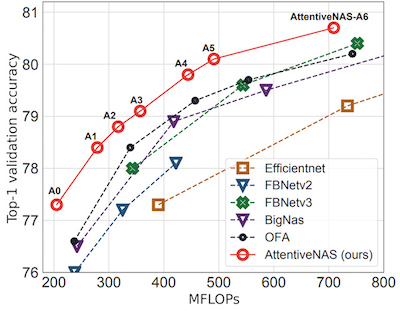 Top-1 validation accuracy
81
80
79
78
77
76
AttentiveNAS-A6
A5
A4
A3
A2
A1
A0
Efficientnet
FBNetv2
FBNetv3
BigNas
OFA
AttentiveNAS (ours)
200
300
400
500
600
700
800
MFLOPs